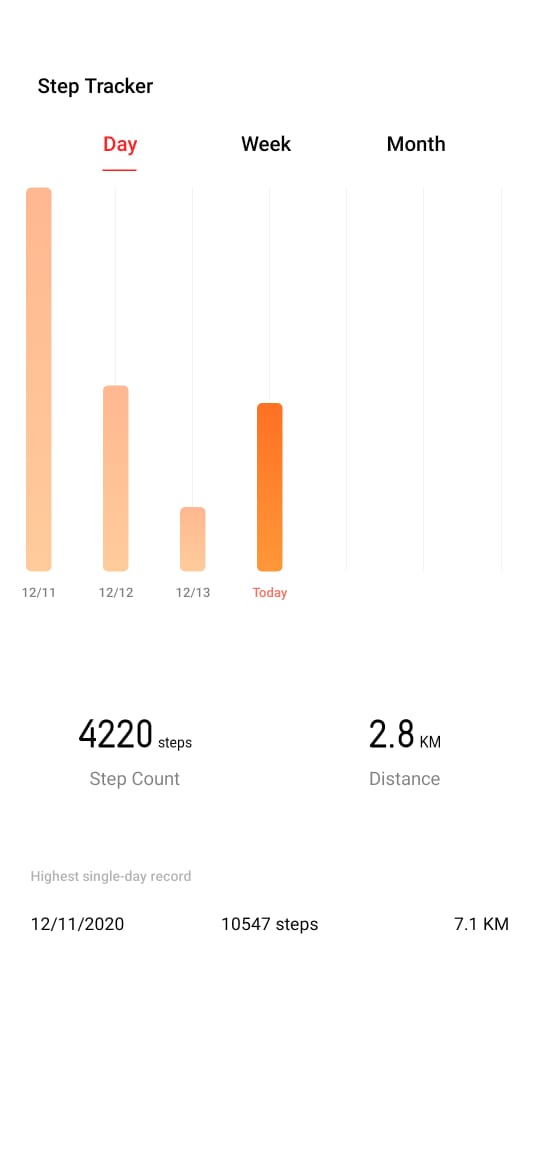 Step Tracker
Day Week Month
12/11 12/12 12/13 Today
4220 steps 2.8 KM
Step Count Distance
Highest single-day record
12/11/2020 10547 steps 7.1 KM